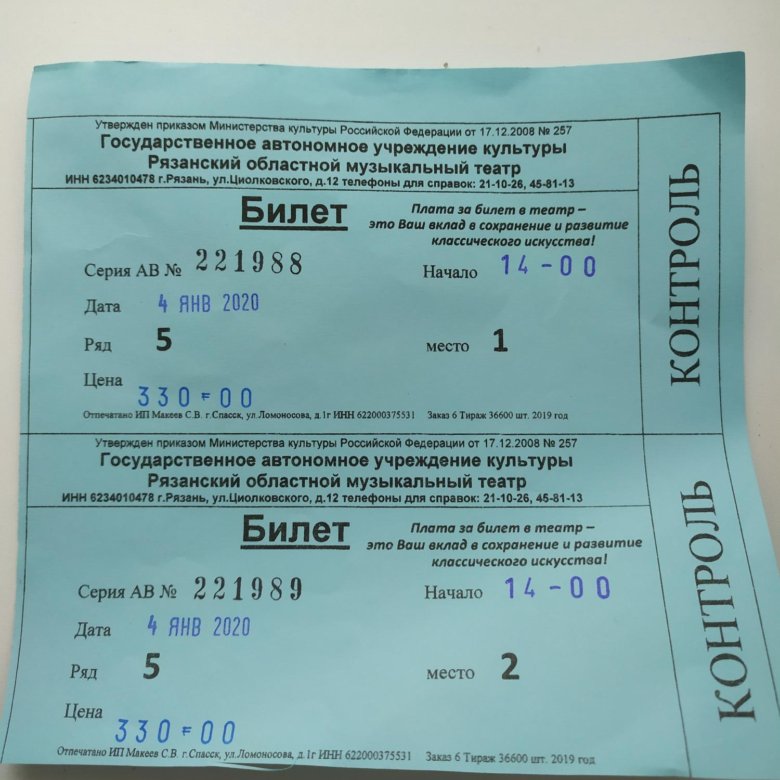 Утвержден приказом Министерства культуры Российской Федерации от 17.12.2008 № 257
Государственное автономное учреждение культуры
Рязанский областной музыкальный театр
ИНН 6234010478 г.Рязань, ул.Циолковского, д.12 телефоны для справок: 21-10-26, 45-81-13
Билет
Плата за билет в театр –
это Ваш вклад в сохранение и развитие
классического искусства!
Серия АВ № 221988
Начало 14-00
Дата 4 ЯНВ 2020
Ряд 5
место 1
Цена 330=00
Отпечатано ИП Макеев С.В. г.Спасск, ул.Ломоносова, д.1г ИНН 622000375531 Заказ 6 Тираж 36600 шт. 2019 год
КОНТРОЛЬ
Утвержден приказом Министерства культуры Российской Федерации от 17.12.2008 № 257
Государственное автономное учреждение культуры
Рязанский областной музыкальный театр
ИНН 6234010478 г.Рязань, ул.Циолковского, д.12 телефоны для справок: 21-10-26, 45-81-13
Билет
Плата за билет в театр –
это Ваш вклад в сохранение и развитие
классического искусства!
Серия АВ № 221989
Начало 14-00
Дата 4 ЯНВ 2020
Ряд 5
место 2
Цена 330=00
Отпечатано ИП Макеев С.В. г.Спасск, ул.Ломоносова, д.1г ИНН 622000375531 Заказ 6 Тираж 36600 шт. 2019 год
КОНТРОЛЬ